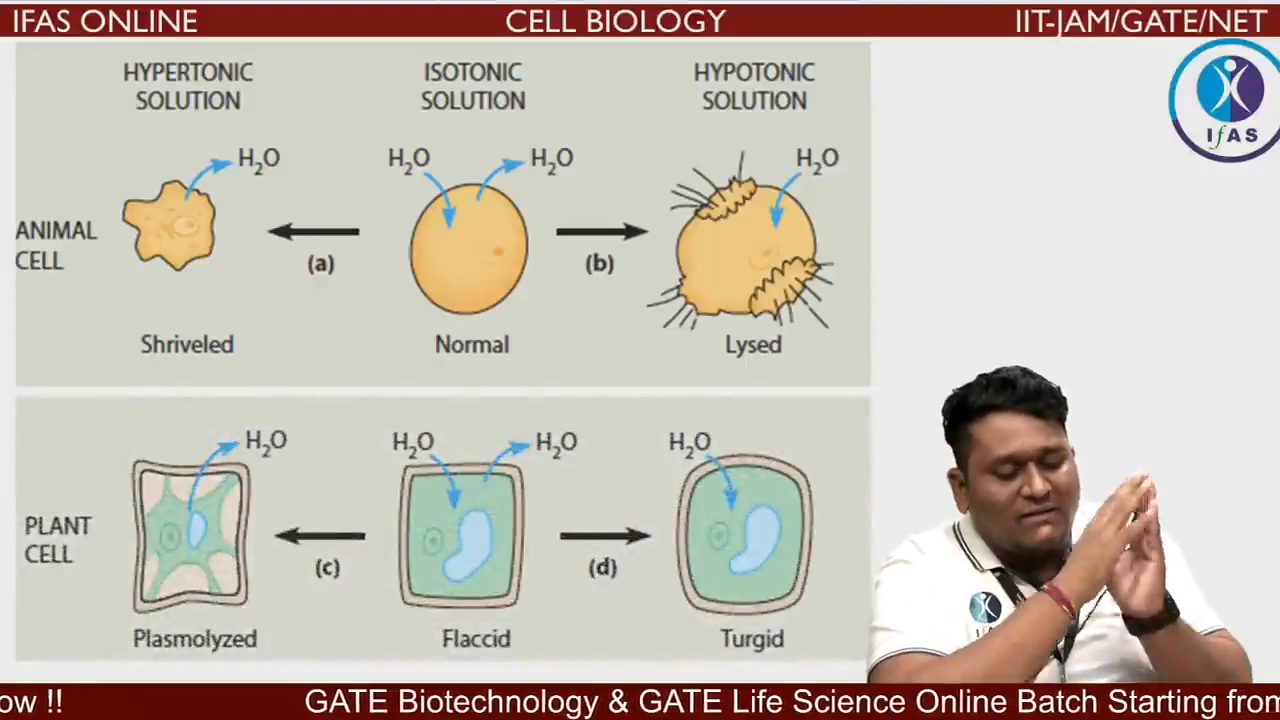 IFAS ONLINE
CELL BIOLOGY
IIT-JAM/GATE/NET
HYPERTONIC
SOLUTION
ISOTONIC
SOLUTION
HYPOTONIC
SOLUTION
IfAS
H₂O
H₂O
H₂O
H₂O
ANIMAL
CELL
(a)
(b)
Shriveled
Normal
Lysed
H₂O
H₂O
H₂O
H₂O
PLANT
CELL
(c)
(d)
Plasmolyzed
Flaccid
Turgid
ow !!
GATE Biotechnology & GATE Life Science Online Batch Starting from